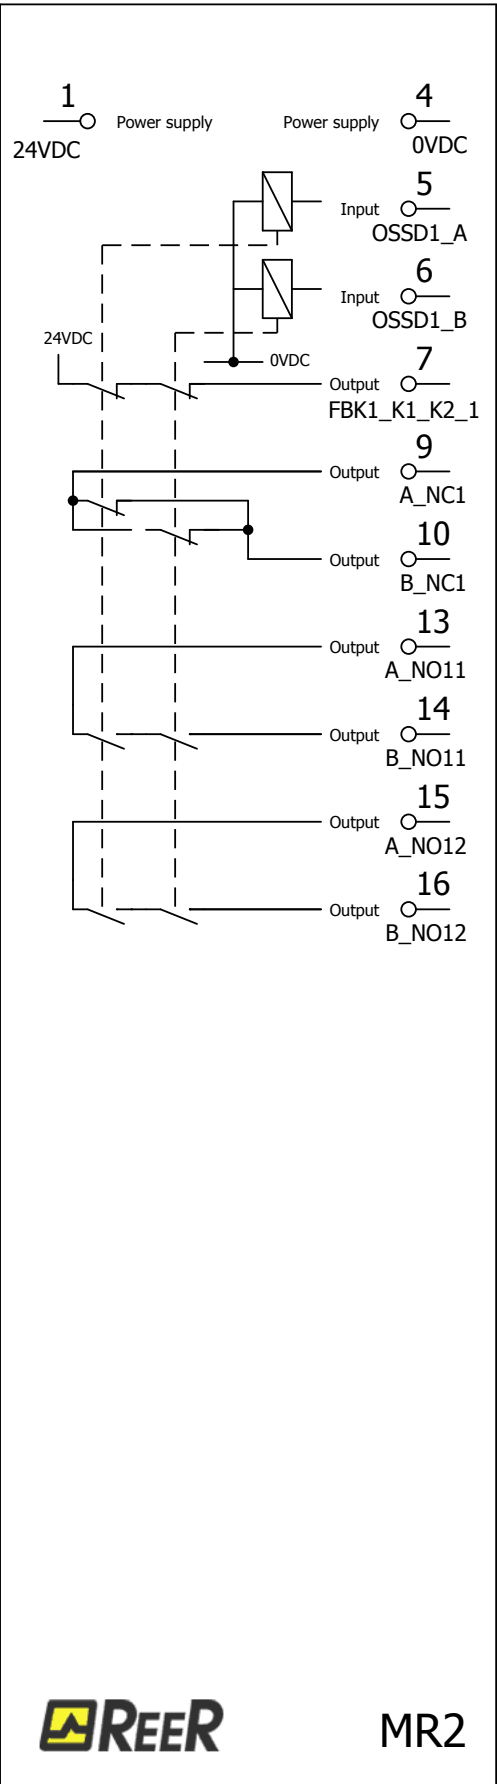 1
Power supply
24VDC
4
Power supply
0VDC
5
Input
OSSD1_A
6
Input
OSSD1_B
24VDC
0VDC
7
Output
FBK1_K1_K2_1
9
Output
A_NC1
10
Output
B_NC1
13
Output
A_NO11
14
Output
B_NO11
15
Output
A_NO12
16
Output
B_NO12
REER
MR2